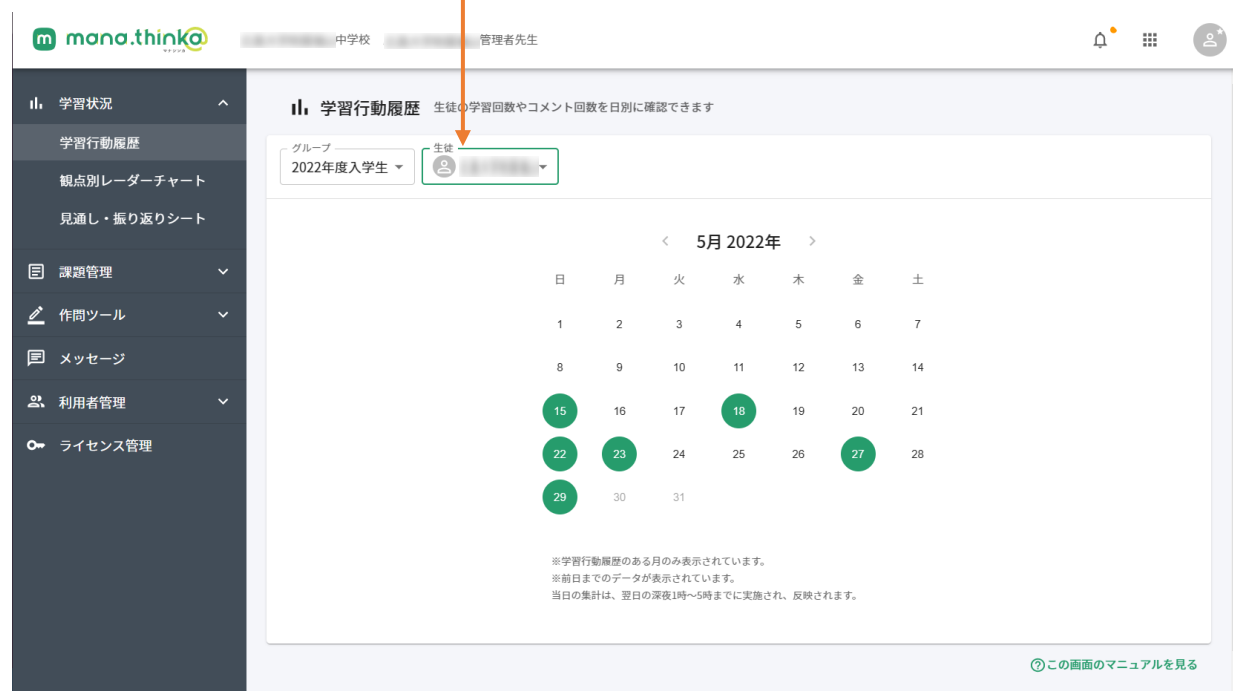 m mana.think@ マナシンカ 中学校 管理者先生
学習状況
学習行動履歴
観点別レーダーチャート
見通し・振り返りシート
課題管理
作問ツール
メッセージ
利用者管理
ライセンス管理
学習行動履歴 生徒の学習回数やコメント回数を日別に確認できます
グループ 生徒
2022年度入学生
5月 2022年
日 月 火 水 木 金 土
1 2 3 4 5 6 7
8 9 10 11 12 13 14
15 16 17 18 19 20 21
22 23 24 25 26 27 28
29 30 31
※学習行動履歴のある月のみ表示されています。
※前日までのデータが表示されています。
当日の集計は、翌日の深夜1時～5時までに実施され、反映されます。
?この画面のマニュアルを見る